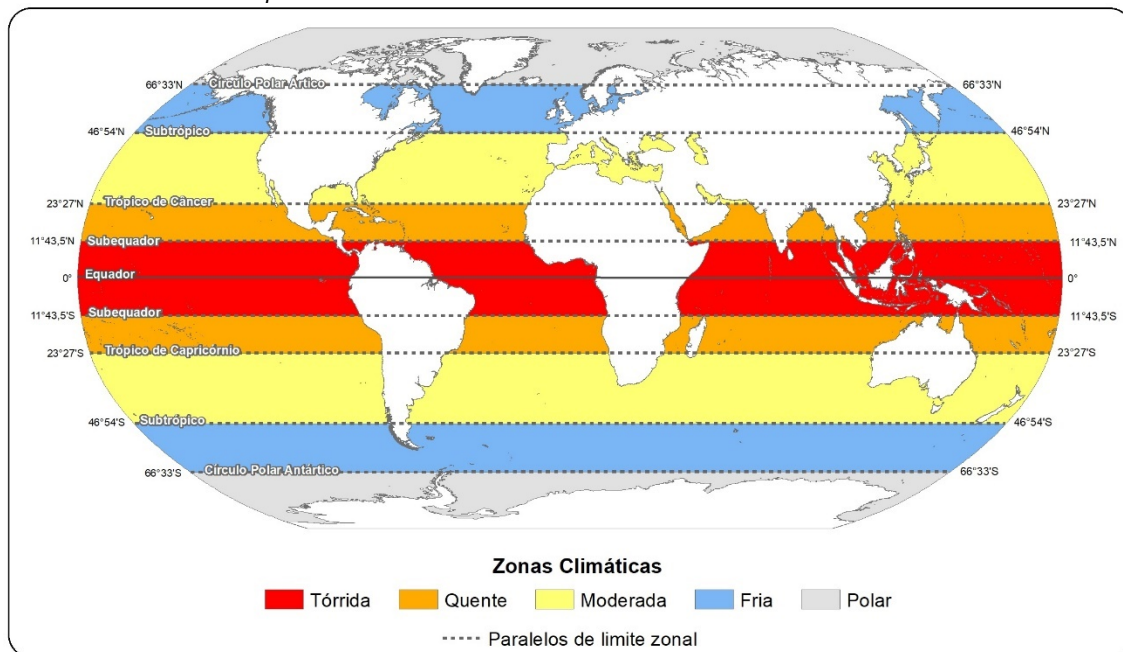 66°33'N Círculo Polar Ártico 66°33'N
46°54'N Subtrópico 46°54'N
23°27'N Trópico de Câncer 23°27'N
11°43,5'N Subequador 11°43,5'N
0° Equador 0°
11°43,5'S Subequador 11°43,5'S
23°27'S Trópico de Capricórnio 23°27'S
46°54'S Subtrópico 46°54'S
66°33'S Círculo Polar Antártico 66°33'S
Zonas Climáticas
Tórrida Quente Moderada Fria Polar
Paralelos de limite zonal